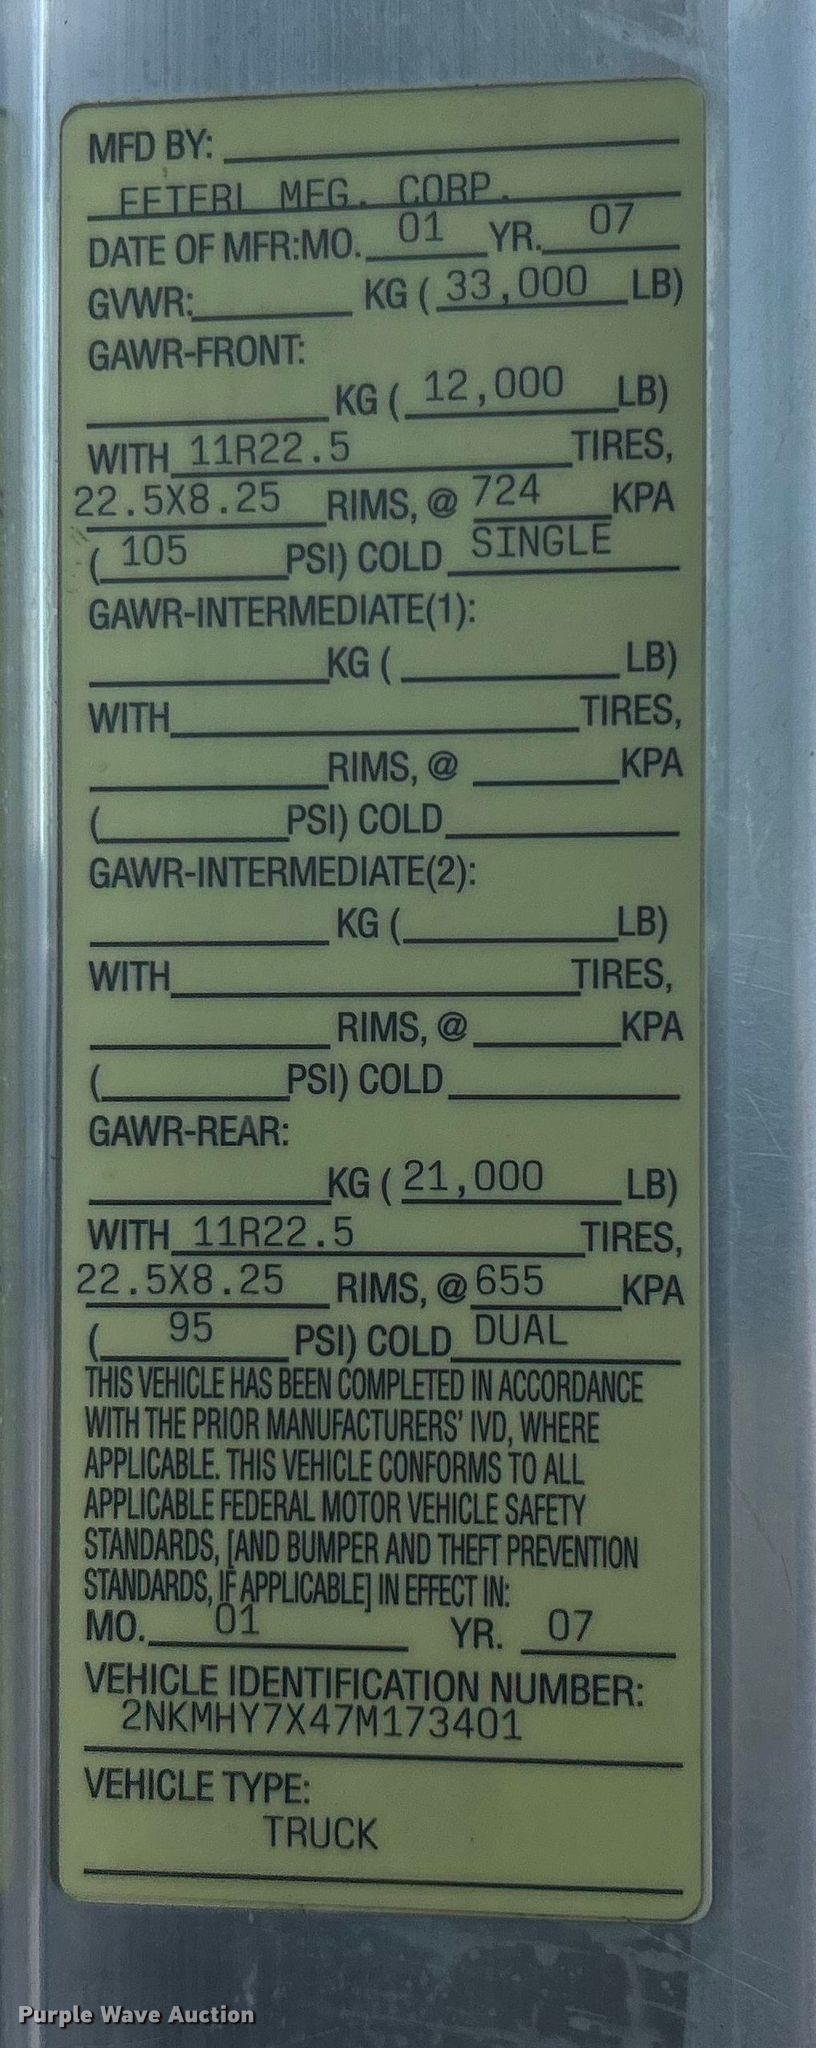 MFD BY:
FETERL MFG. CORP.
DATE OF MFR:MO. 01 YR. 07
GVWR: KG ( 33,000 LB)
GAWR-FRONT:
KG ( 12,000 LB)
WITH 11R22.5 TIRES,
22.5X8.25 RIMS, @ 724 KPA
( 105 PSI) COLD SINGLE
GAWR-INTERMEDIATE(1):
KG ( LB)
WITH TIRES,
RIMS, @ KPA
( PSI) COLD
GAWR-INTERMEDIATE(2):
KG ( LB)
WITH TIRES,
RIMS, @ KPA
( PSI) COLD
GAWR-REAR:
KG ( 21,000 LB)
WITH 11R22.5 TIRES,
22.5X8.25 RIMS, @ 655 KPA
( 95 PSI) COLD DUAL
THIS VEHICLE HAS BEEN COMPLETED IN ACCORDANCE
WITH THE PRIOR MANUFACTURERS' IVD, WHERE
APPLICABLE. THIS VEHICLE CONFORMS TO ALL
APPLICABLE FEDERAL MOTOR VEHICLE SAFETY
STANDARDS, [AND BUMPER AND THEFT PREVENTION
STANDARDS, IF APPLICABLE] IN EFFECT IN:
MO. 01 YR. 07
VEHICLE IDENTIFICATION NUMBER:
2NKMHY7X47M173401
VEHICLE TYPE:
TRUCK
Purple Wave Auction